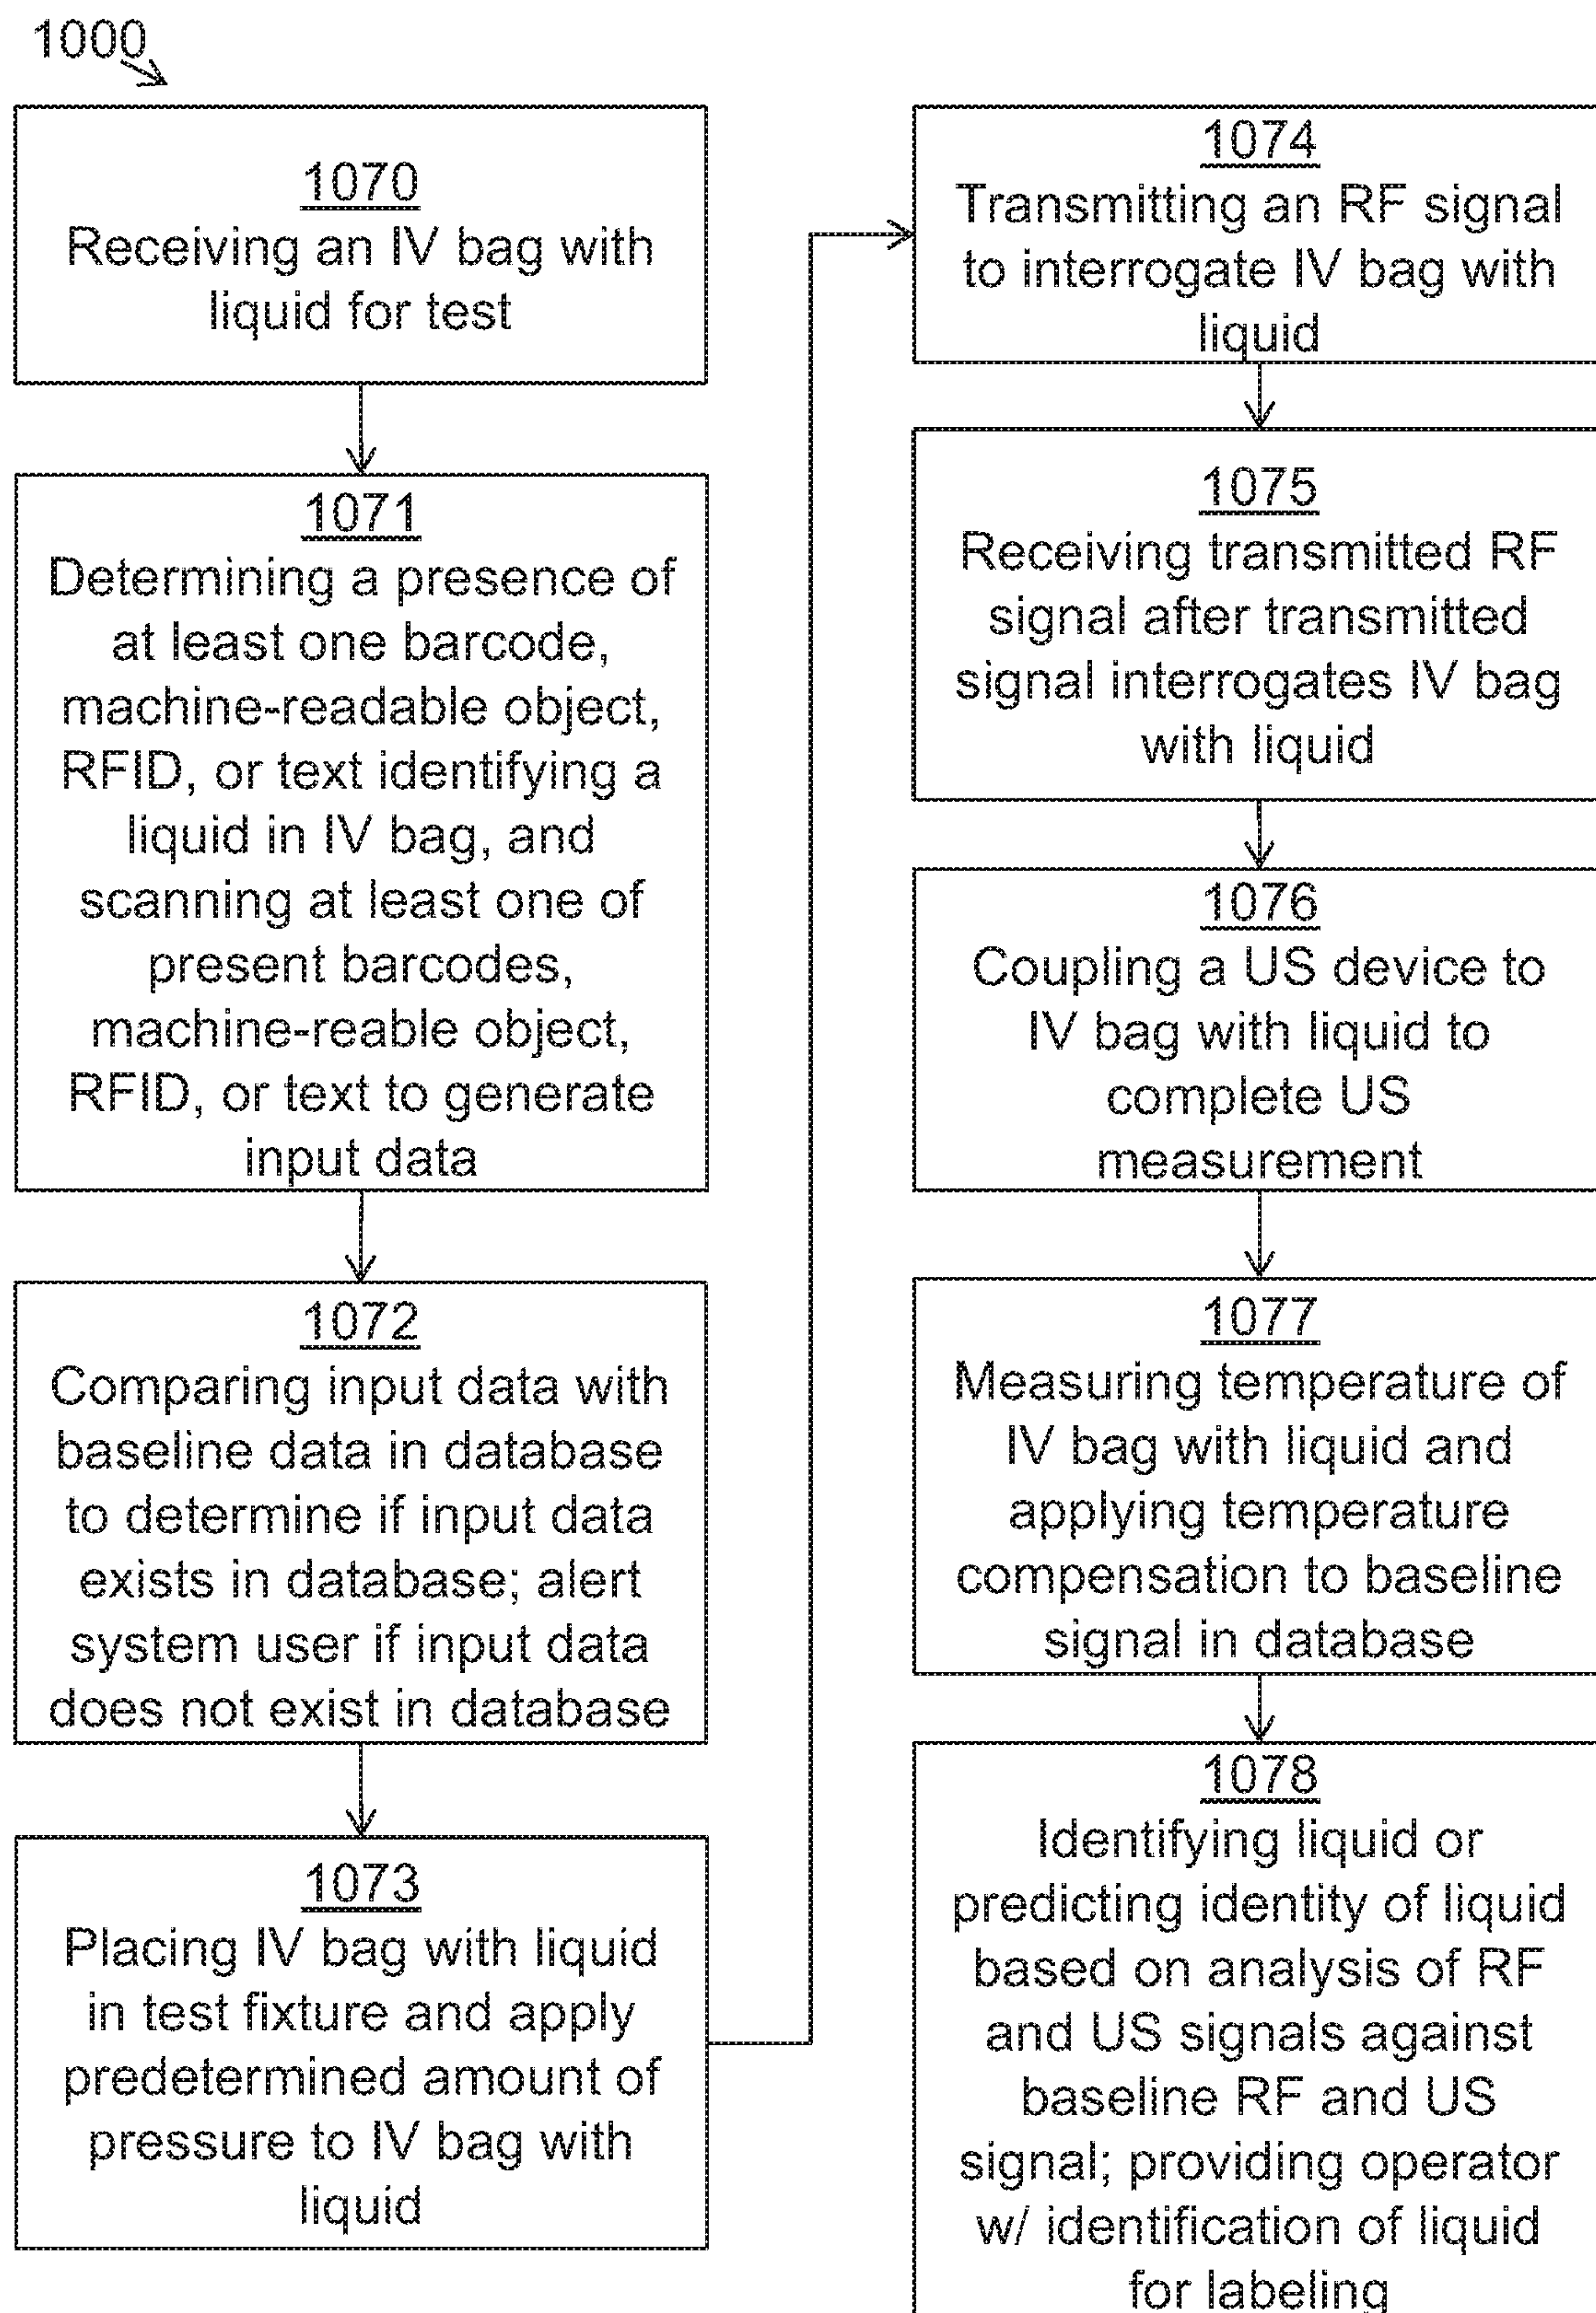 1000
1070
Receiving an IV bag with
liquid for test
1071
Determining a presence of
at least one barcode,
machine-readable object,
RFID, or text identifying a
liquid in IV bag, and
scanning at least one of
present barcodes,
machine-reable object,
RFID, or text to generate
input data
1072
Comparing input data with
baseline data in database
to determine if input data
exists in database; alert
system user if input data
does not exist in database
1073
Placing IV bag with liquid
in test fixture and apply
predetermined amount of
pressure to IV bag with
liquid
1074
Transmitting an RF signal
to interrogate IV bag with
liquid
1075
Receiving transmitted RF
signal after transmitted
signal interrogates IV bag
with liquid
1076
Coupling a US device to
IV bag with liquid to
complete US
measurement
1077
Measuring temperature of
IV bag with liquid and
applying temperature
compensation to baseline
signal in database
1078
Identifying liquid or
predicting identity of liquid
based on analysis of RF
and US signals against
baseline RF and US
signal; providing operator
w/ identification of liquid
for labeling